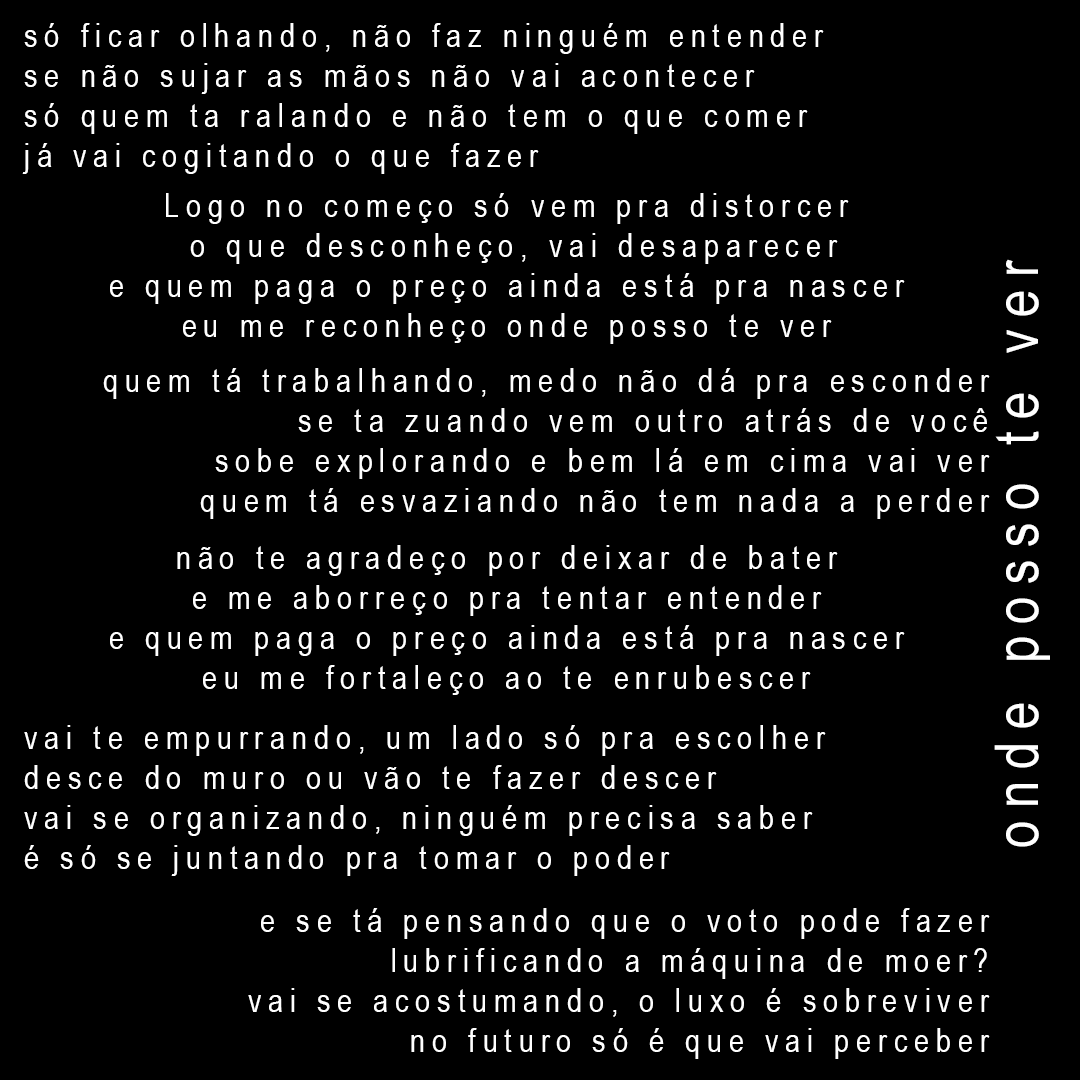 só ficar olhando, não faz ninguém entender
se não sujar as mãos não vai acontecer
só quem ta ralando e não tem o que comer
já vai cogitando o que fazer
Logo no começo só vem pra distorcer
o que desconheço, vai desaparecer
e quem paga o preço ainda está pra nascer
eu me reconheço onde posso te ver
quem tá trabalhando, medo não dá pra esconder
se ta zuando vem outro atrás de você
sobe explorando e bem lá em cima vai ver
quem tá esvaziando não tem nada a perder
não te agradeço por deixar de bater
e me aborreço pra tentar entender
e quem paga o preço ainda está pra nascer
eu me fortaleço ao te enrubescer
vai te empurrando, um lado só pra escolher
desce do muro ou vão te fazer descer
vai se organizando, ninguém precisa saber
é só se juntando pra tomar o poder
e se tá pensando que o voto pode fazer
lubrificando a máquina de moer?
vai se acostumando, o luxo é sobreviver
no futuro só é que vai perceber
onde posso te ver